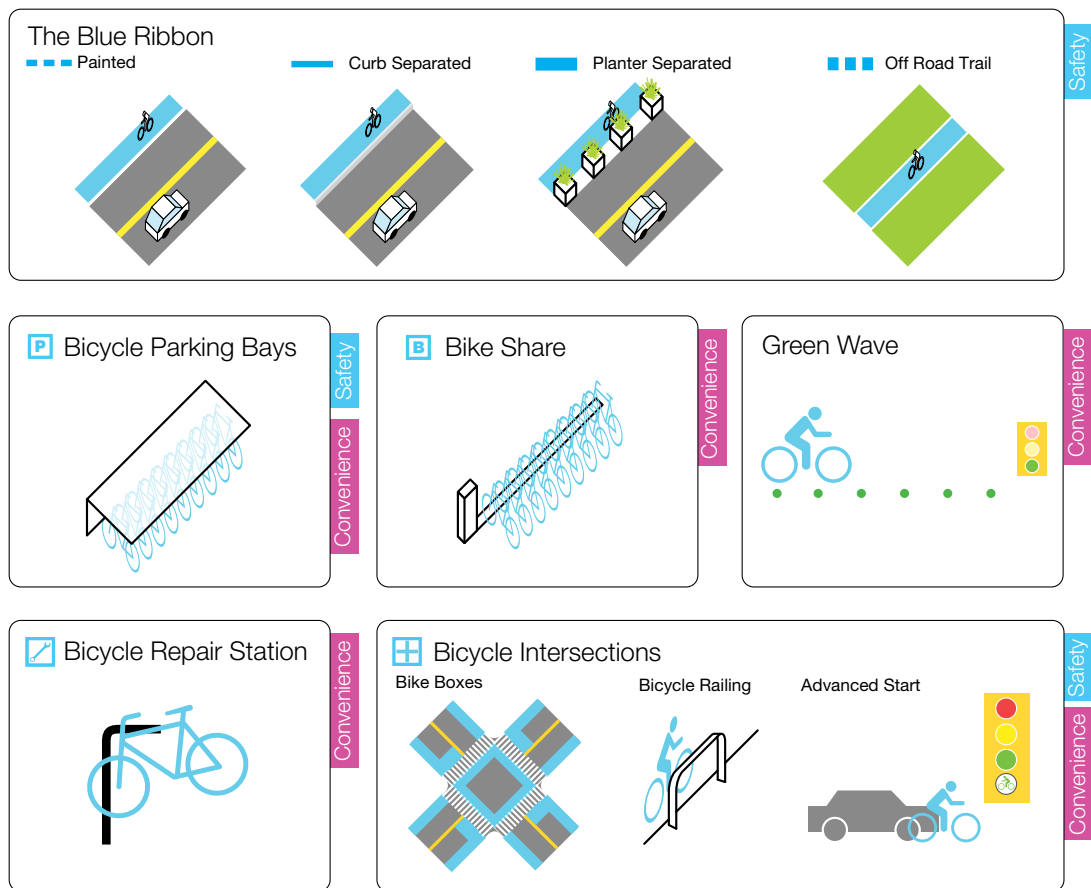 The Blue Ribbon
Painted
Curb Separated
Planter Separated
Off Road Trail
Safety
P Bicycle Parking Bays
Safety
Convenience
B Bike Share
Convenience
Green Wave
Convenience
Bicycle Repair Station
Convenience
Bicycle Intersections
Bike Boxes
Bicycle Railing
Advanced Start
Safety
Convenience